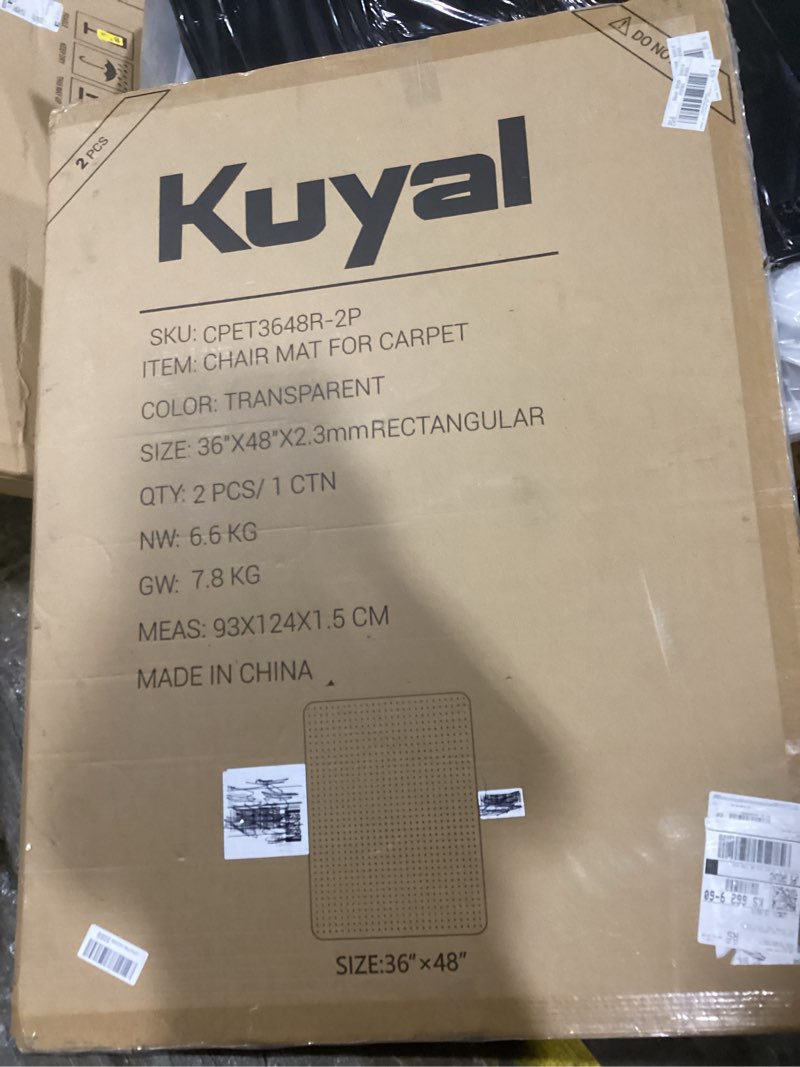 2 PCS
DO NO
Kuyal
SKU: CPET3648R-2P
ITEM: CHAIR MAT FOR CARPET
COLOR: TRANSPARENT
SIZE: 36"X48"X2.3mmRECTANGULAR
QTY: 2 PCS/ 1 CTN
NW: 6.6 KG
GW: 7.8 KG
MEAS: 93X124X1.5 CM
MADE IN CHINA
SIZE:36"×48"